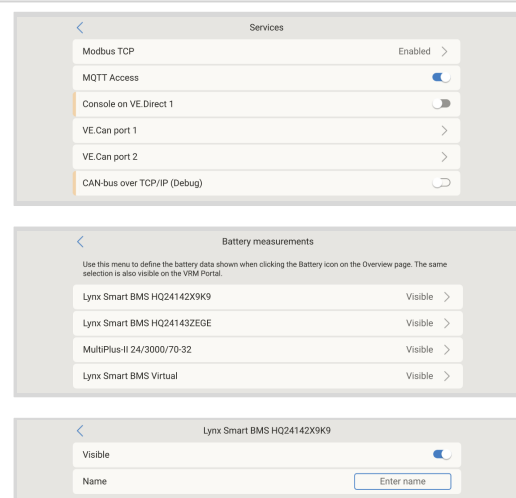 Services
Modbus TCP Enabled
MQTT Access
Console on VE.Direct 1
VE.Can port 1
VE.Can port 2
CAN-bus over TCP/IP (Debug)
Battery measurements
Use this menu to define the battery data shown when clicking the Battery icon on the Overview page. The same
selection is also visible on the VRM Portal.
Lynx Smart BMS HQ24142X9K9 Visible
Lynx Smart BMS HQ24143ZEGE Visible
MultiPlus-II 24/3000/70-32 Visible
Lynx Smart BMS Virtual Visible
Lynx Smart BMS HQ24142X9K9
Visible
Name Enter name